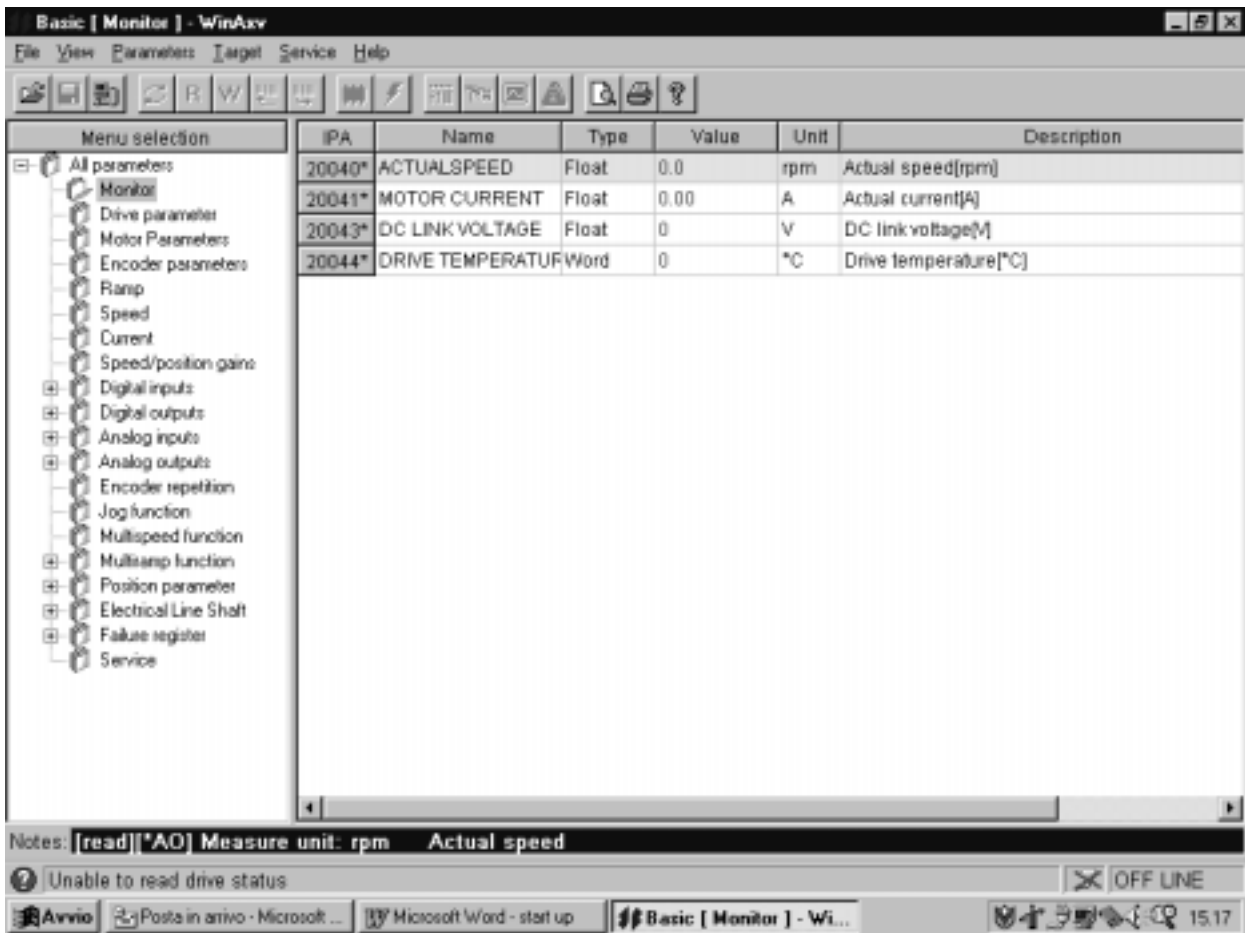 Basic [ Monitor ] - WinAxv
File View Parameters Target Service Help
R W
Menu selection
All parameters
Monitor
Drive parameter
Motor Parameters
Encoder parameters
Ramp
Speed
Current
Speed/position gains
Digital inputs
Digital outputs
Analog inputs
Analog outputs
Encoder repetition
Jog function
Multispeed function
Multiramp function
Position parameter
Electrical Line Shaft
Failure register
Service
IPA Name Type Value Unit Description
20040* ACTUALSPEED Float 0.0 rpm Actual speed[rpm]
20041* MOTOR CURRENT Float 0.00 A Actual current[A]
20043* DC LINK VOLTAGE Float 0 V DC link voltage[V]
20044* DRIVE TEMPERATUR Word 0 °C Drive temperature[°C]
Notes: [read][*AO] Measure unit: rpm Actual speed
Unable to read drive status OFF LINE
Avvio Posta in arrivo - Microsoft ... Microsoft Word - start up Basic [ Monitor ] - Wi... 15.17